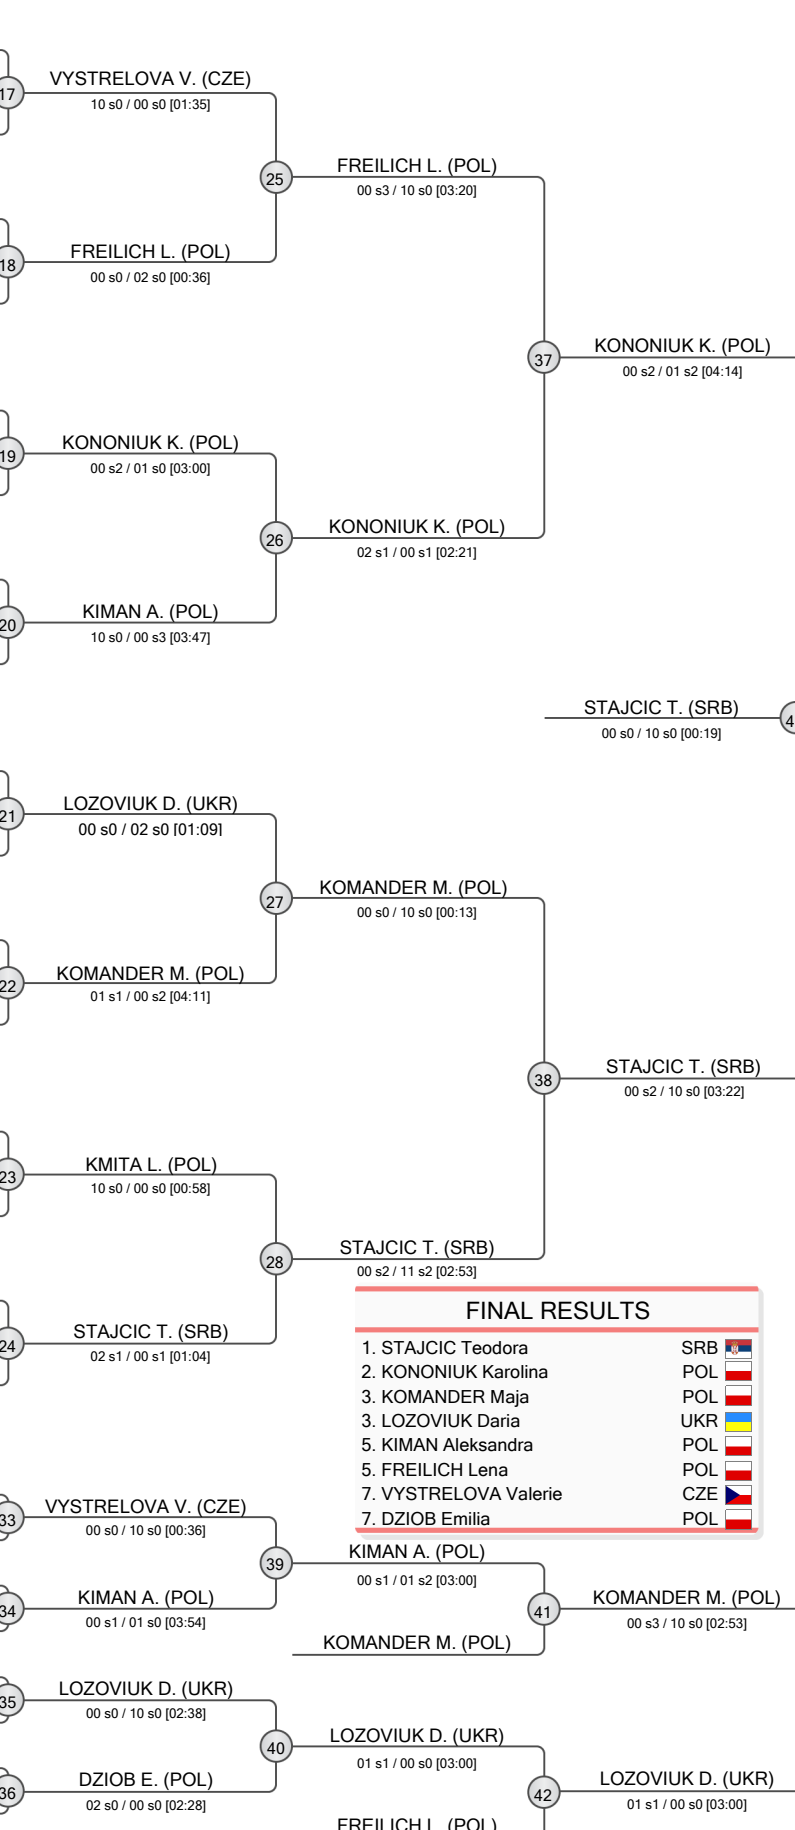 VYSTRELOVA V. (CZE)
17
10 s0 / 00 s0 [01:35]
FREILICH L. (POL)
25
00 s3 / 10 s0 [03:20]
FREILICH L. (POL)
18
00 s0 / 02 s0 [00:36]
KONONIUK K. (POL)
37
00 s2 / 01 s2 [04:14]
KONONIUK K. (POL)
19
00 s2 / 01 s0 [03:00]
KONONIUK K. (POL)
26
02 s1 / 00 s1 [02:21]
KIMAN A. (POL)
20
10 s0 / 00 s3 [03:47]
STAJCIC T. (SRB)
4
00 s0 / 10 s0 [00:19]
LOZOVIUK D. (UKR)
21
00 s0 / 02 s0 [01:09]
KOMANDER M. (POL)
27
00 s0 / 10 s0 [00:13]
KOMANDER M. (POL)
22
01 s1 / 00 s2 [04:11]
STAJCIC T. (SRB)
38
00 s2 / 10 s0 [03:22]
KMITA L. (POL)
23
10 s0 / 00 s0 [00:58]
STAJCIC T. (SRB)
28
00 s2 / 11 s2 [02:53]
STAJCIC T. (SRB)
24
02 s1 / 00 s1 [01:04]
FINAL RESULTS
1. STAJCIC Teodora SRB
2. KONONIUK Karolina POL
3. KOMANDER Maja POL
3. LOZOVIUK Daria UKR
5. KIMAN Aleksandra POL
5. FREILICH Lena POL
7. VYSTRELOVA Valerie CZE
7. DZIOB Emilia POL
VYSTRELOVA V. (CZE)
33
00 s0 / 10 s0 [00:36]
KIMAN A. (POL)
39
00 s1 / 01 s2 [03:00]
KIMAN A. (POL)
34
00 s1 / 01 s0 [03:54]
KOMANDER M. (POL)
41
00 s3 / 10 s0 [02:53]
KOMANDER M. (POL)
LOZOVIUK D. (UKR)
35
00 s0 / 10 s0 [02:38]
LOZOVIUK D. (UKR)
40
01 s1 / 00 s0 [03:00]
DZIOB E. (POL)
36
02 s0 / 00 s0 [02:28]
LOZOVIUK D. (UKR)
42
01 s1 / 00 s0 [03:00]
FREILICH L. (POL)